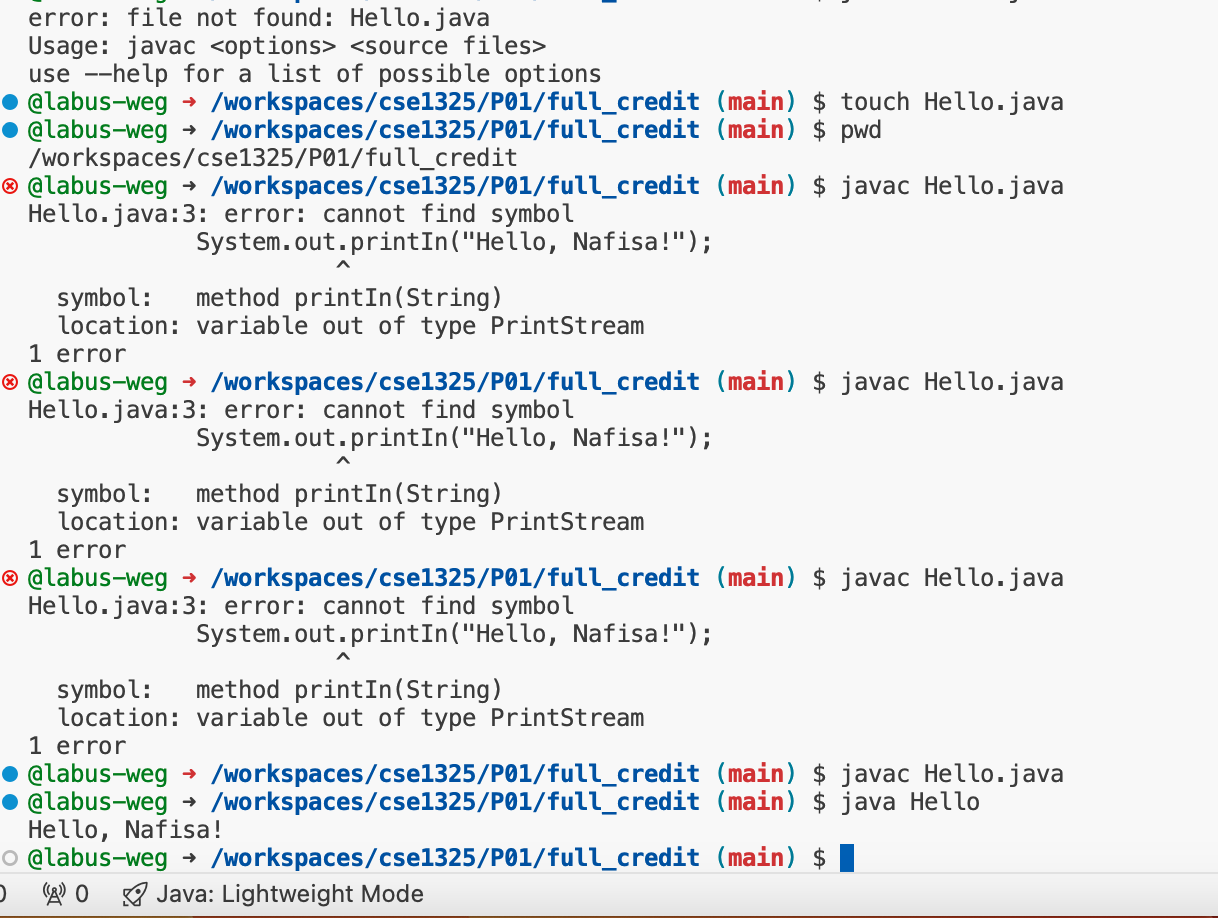 error: file not found: Hello.java
Usage: javac <options> <source files>
use --help for a list of possible options
@labus-weg → /workspaces/cse1325/P01/full_credit (main) $ touch Hello.java
@labus-weg → /workspaces/cse1325/P01/full_credit (main) $ pwd
/workspaces/cse1325/P01/full_credit
@labus-weg → /workspaces/cse1325/P01/full_credit (main) $ javac Hello.java
Hello.java:3: error: cannot find symbol
            System.out.printIn("Hello, Nafisa!");
                      ^
  symbol:   method printIn(String)
  location: variable out of type PrintStream
1 error
@labus-weg → /workspaces/cse1325/P01/full_credit (main) $ javac Hello.java
Hello.java:3: error: cannot find symbol
            System.out.printIn("Hello, Nafisa!");
                      ^
  symbol:   method printIn(String)
  location: variable out of type PrintStream
1 error
@labus-weg → /workspaces/cse1325/P01/full_credit (main) $ javac Hello.java
Hello.java:3: error: cannot find symbol
            System.out.printIn("Hello, Nafisa!");
                      ^
  symbol:   method printIn(String)
  location: variable out of type PrintStream
1 error
@labus-weg → /workspaces/cse1325/P01/full_credit (main) $ javac Hello.java
@labus-weg → /workspaces/cse1325/P01/full_credit (main) $ java Hello
Hello, Nafisa!
@labus-weg → /workspaces/cse1325/P01/full_credit (main) $
0 0 Java: Lightweight Mode